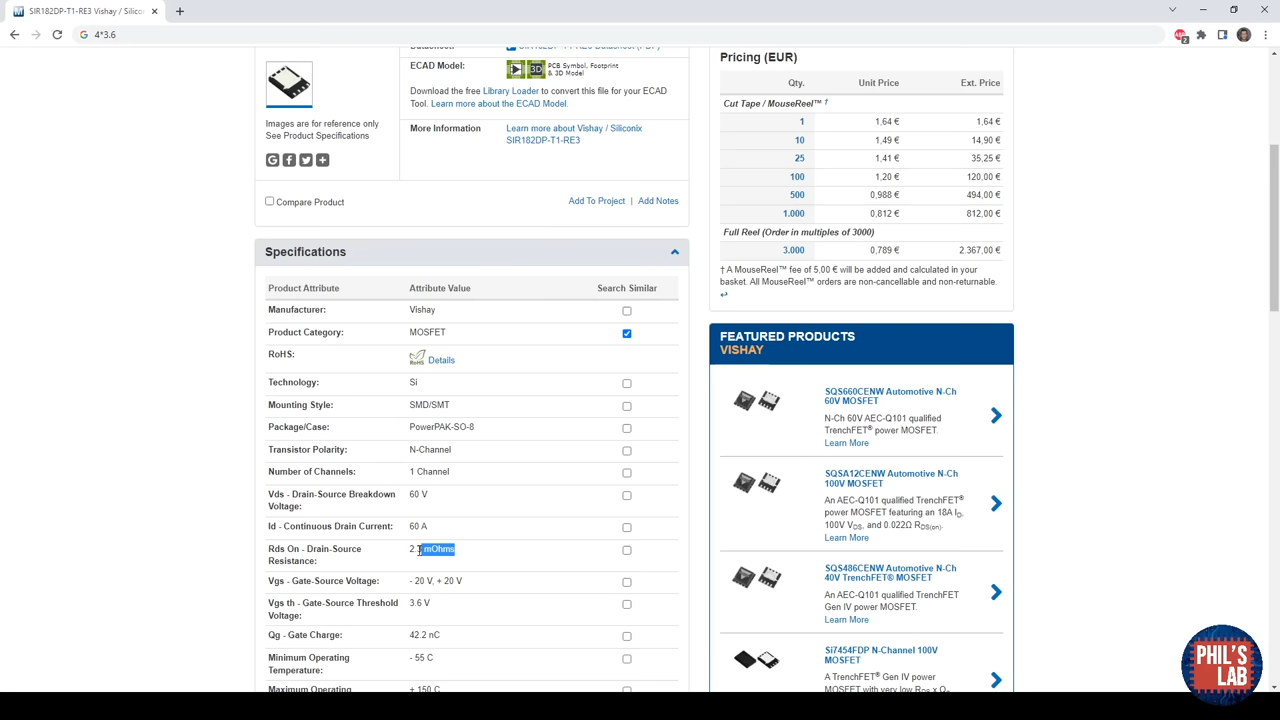 SIR182DP-T1-RE3 Vishay / Silico
4*3.6
ECAD Model:
PCB Symbol, Footprint
& 3D Model
3D
Download the free Library Loader to convert this file for your ECAD
Tool. Learn more about the ECAD Model.
More Information
Learn more about Vishay / Siliconix
SIR182DP-T1-RE3
Images are for reference only
See Product Specifications
Compare Product
Add To Project | Add Notes
Specifications
Product Attribute Attribute Value Search Similar
Manufacturer: Vishay
Product Category: MOSFET
RoHS: Details
Technology: Si
Mounting Style: SMD/SMT
Package/Case: PowerPAK-SO-8
Transistor Polarity: N-Channel
Number of Channels: 1 Channel
Vds - Drain-Source Breakdown
Voltage:
60 V
Id - Continuous Drain Current: 60 A
Rds On - Drain-Source
Resistance:
mOhms
Vgs - Gate-Source Voltage: - 20 V, + 20 V
Vgs th - Gate-Source Threshold
Voltage:
3.6 V
Qg - Gate Charge: 42.2 nC
Minimum Operating
Temperature:
- 55 C
Maximum Operating + 150 C
Pricing (EUR)
Qty. Unit Price Ext. Price
Cut Tape / MouseReel™ †
1 1,64 € 1,64 €
10 1,49 € 14,90 €
25 1,41 € 35,25 €
100 1,20 € 120,00 €
500 0,988 € 494,00 €
1.000 0,812 € 812,00 €
Full Reel (Order in multiples of 3000)
3.000 0,789 € 2.367,00 €
† A MouseReel™ fee of 5,00 € will be added and calculated in your
basket. All MouseReel™ orders are non-cancellable and non-returnable.
FEATURED PRODUCTS
VISHAY
SQS660CENW Automotive N-Ch
60V MOSFET
N-Ch 60V AEC-Q101 qualified
TrenchFET® power MOSFET.
Learn More
SQSA12CENW Automotive N-Ch
100V MOSFET
An AEC-Q101 qualified TrenchFET®
power MOSFET featuring an 18A ID,
100V VDS, and 0.022Ω RDS(on).
Learn More
SQS486CENW Automotive N-Ch
40V TrenchFET® MOSFET
An AEC-Q101 qualified TrenchFET
Gen IV power MOSFET.
Learn More
Si7454FDP N-Channel 100V
MOSFET
A TrenchFET® Gen IV power
MOSFET with very low RDS x Qg
PHIL'S
LAB